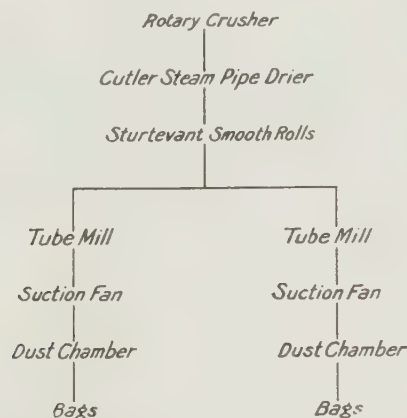 Rotary Crusher
Cutler Steam Pipe Drier
Sturtevant Smooth Rolls
Tube Mill
Tube Mill
Suction Fan
Suction Fan
Dust Chamber
Dust Chamber
Bags
Bags